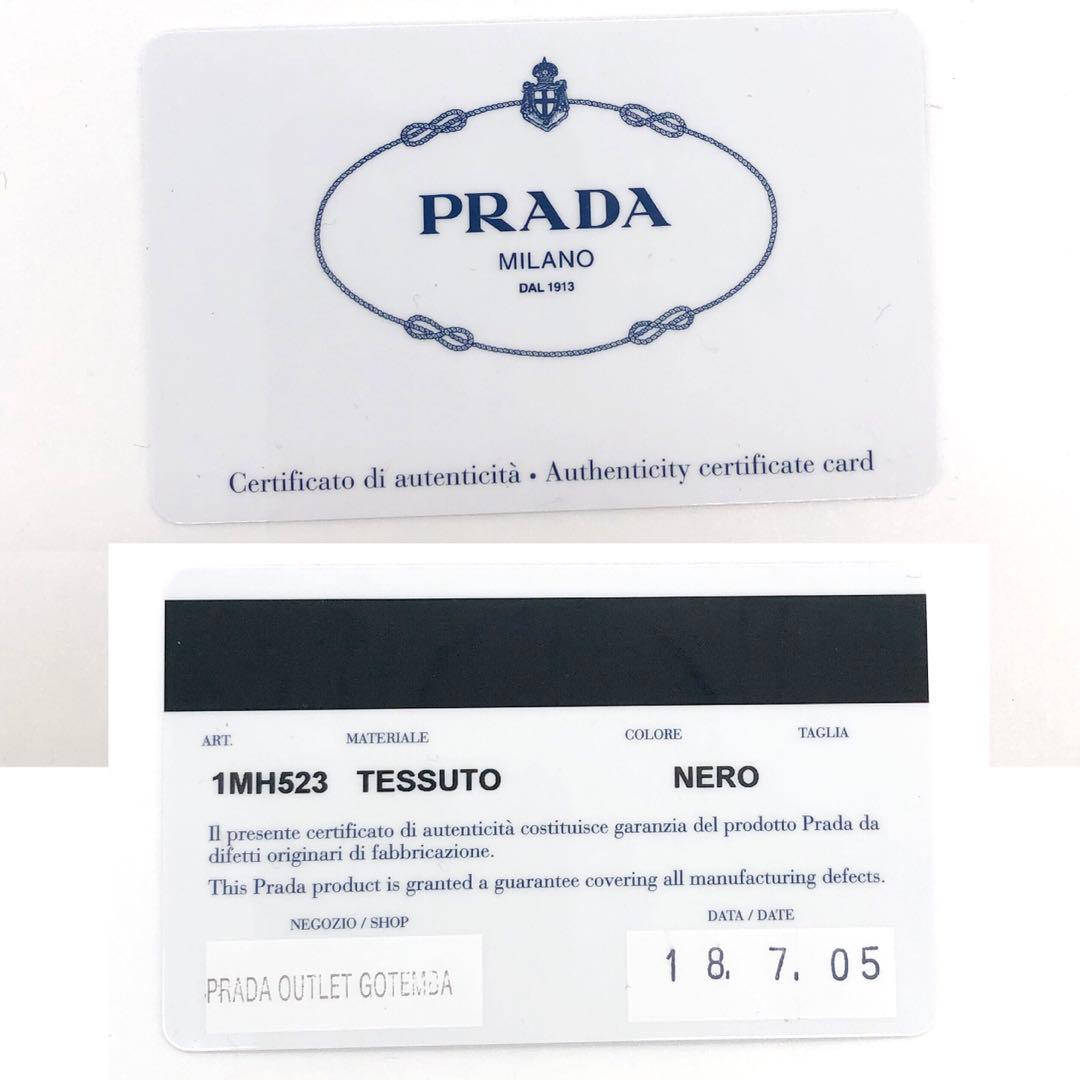 PRADA
MILANO
DAL 1913
Certificato di autenticità • Authenticity certificate card
ART. MATERIALE COLORE TAGLIA
1MH523 TESSUTO NERO
Il presente certificato di autenticità costituisce garanzia del prodotto Prada da
difetti originari di fabbricazione.
This Prada product is granted a guarantee covering all manufacturing defects.
NEGOZIO / SHOP DATA / DATE
PRADA OUTLET GOTEMBA 18. 7. 05